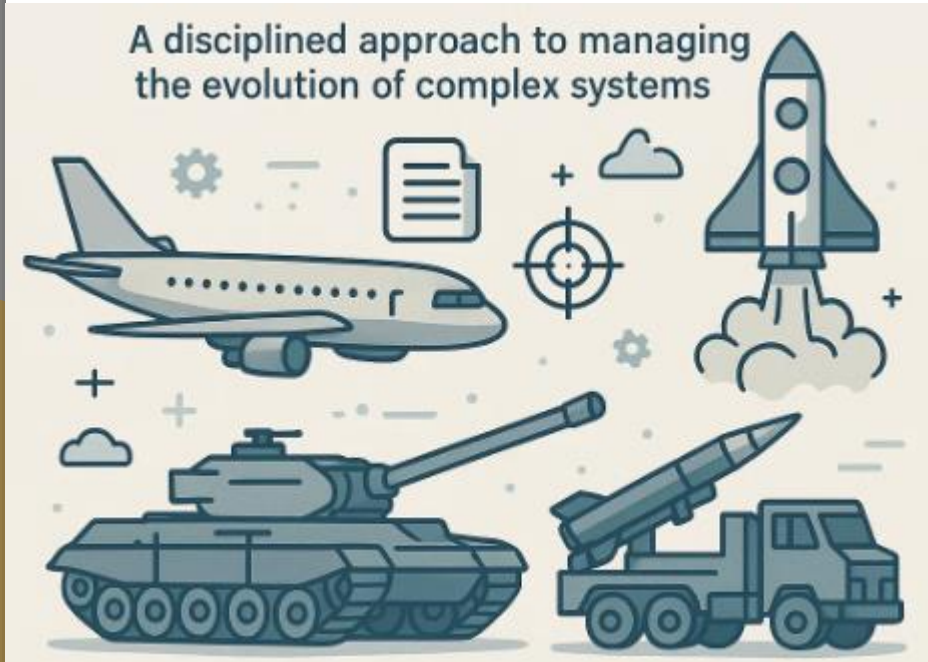 A disciplined approach to managing
the evolution of complex systems